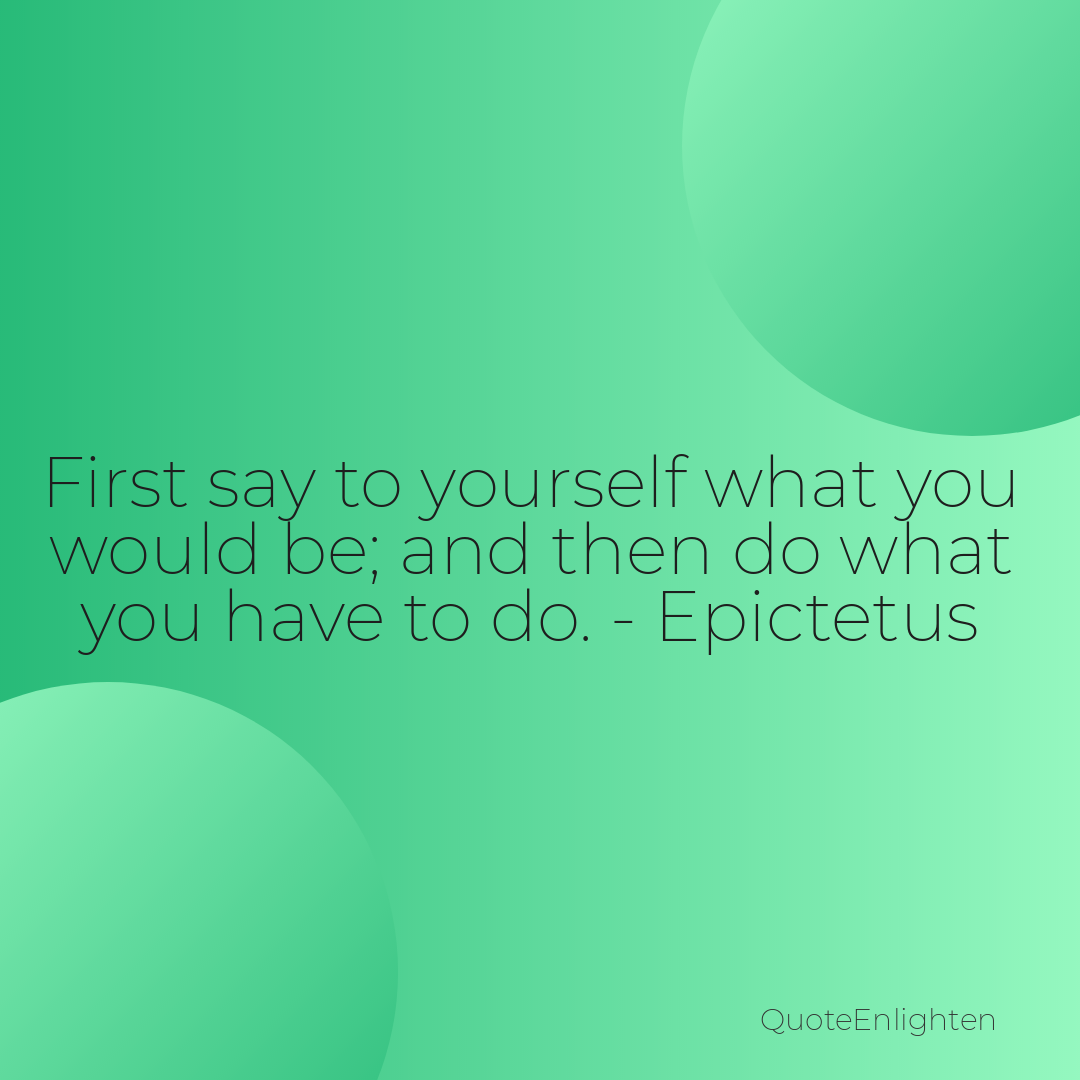 First say to yourself what you
would be; and then do what
you have to do. - Epictetus
QuoteEnlighten